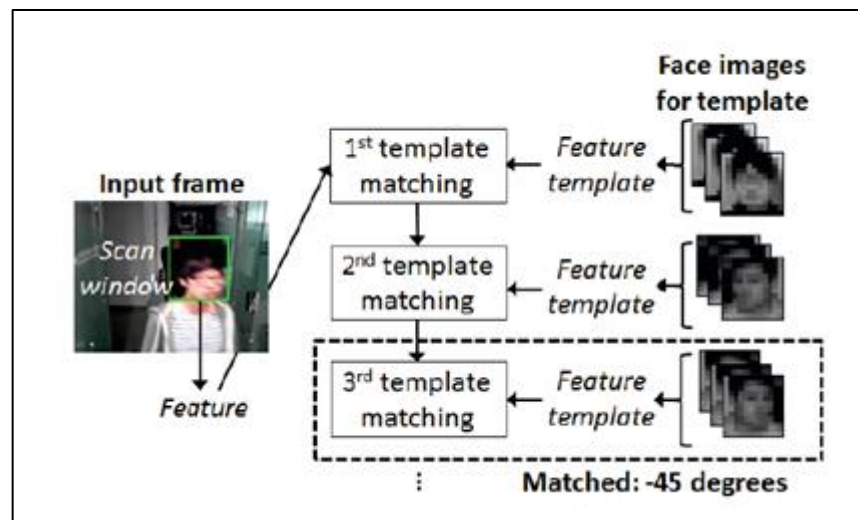 Face images
for template
1st template
matching
Feature
template
Input frame
Scan
window
2nd template
matching
Feature
template
Feature
3rd template
matching
Feature
template
⋮
Matched: -45 degrees